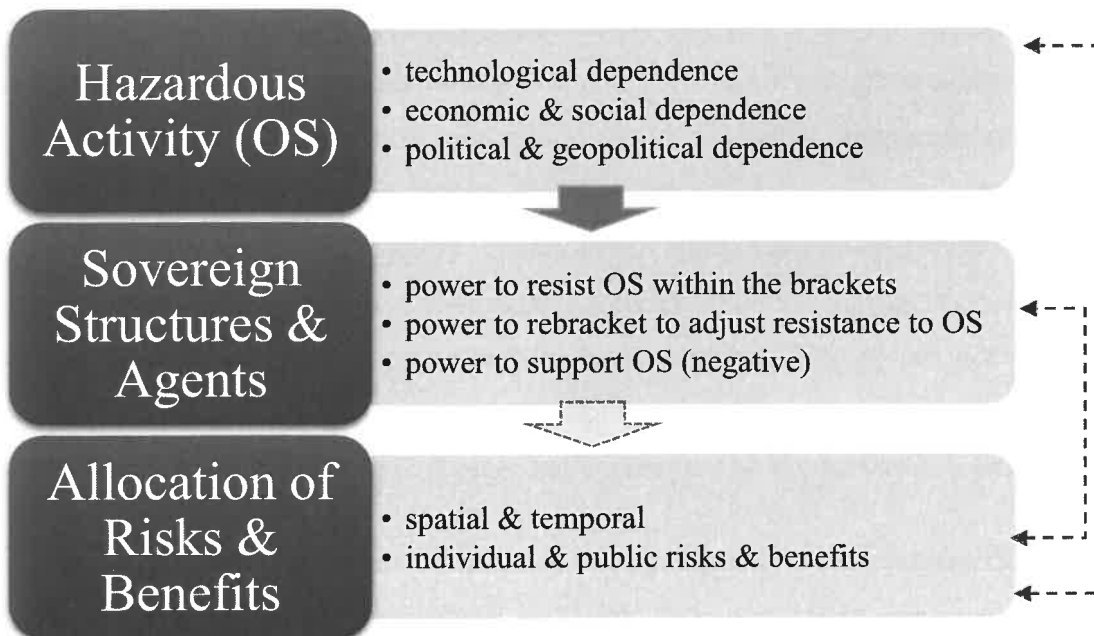 Hazardous
Activity (OS)
• technological dependence
• economic & social dependence
• political & geopolitical dependence
Sovereign
Structures &
Agents
• power to resist OS within the brackets
• power to rebracket to adjust resistance to OS
• power to support OS (negative)
Allocation of
Risks &
Benefits
• spatial & temporal
• individual & public risks & benefits